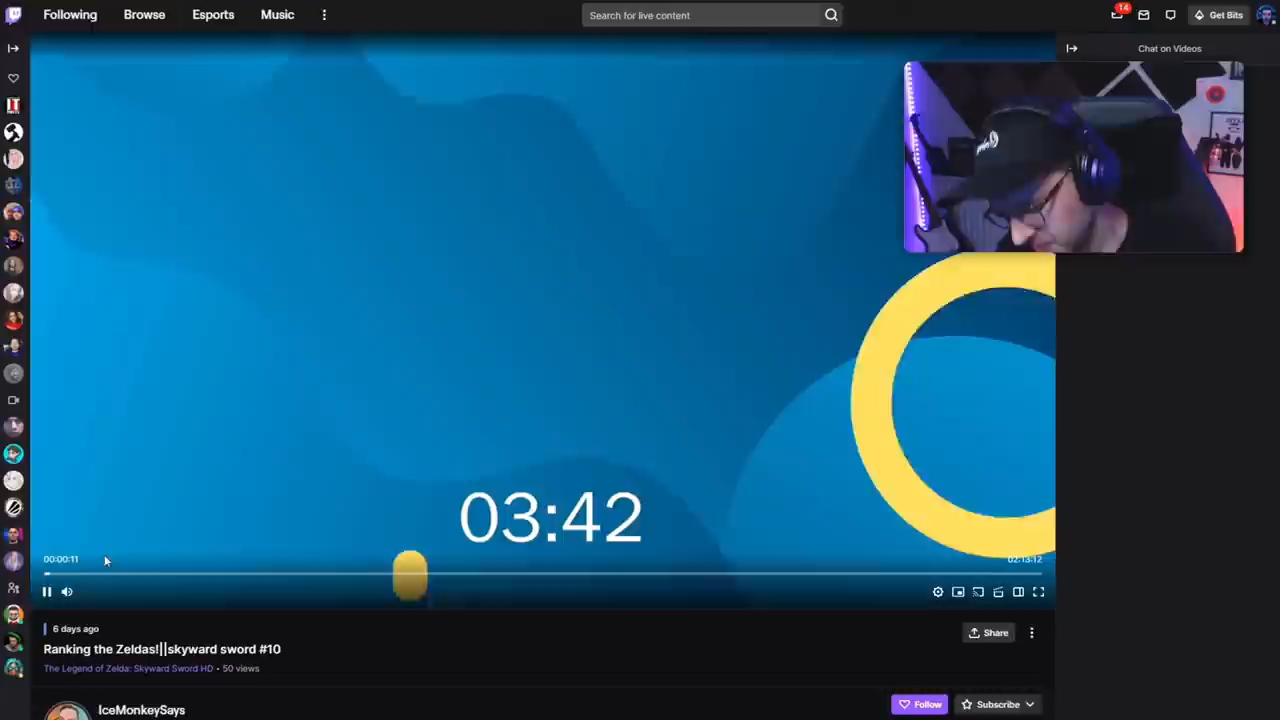 Following
Browse
Esports
Music
Search for live content
14
Get Bits
Chat on Videos
03:42
00:00:11
02:13:12
6 days ago
Share
Ranking the Zeldas!||skyward sword #10
The Legend of Zelda: Skyward Sword HD • 50 views
IceMonkeySays
Follow
Subscribe